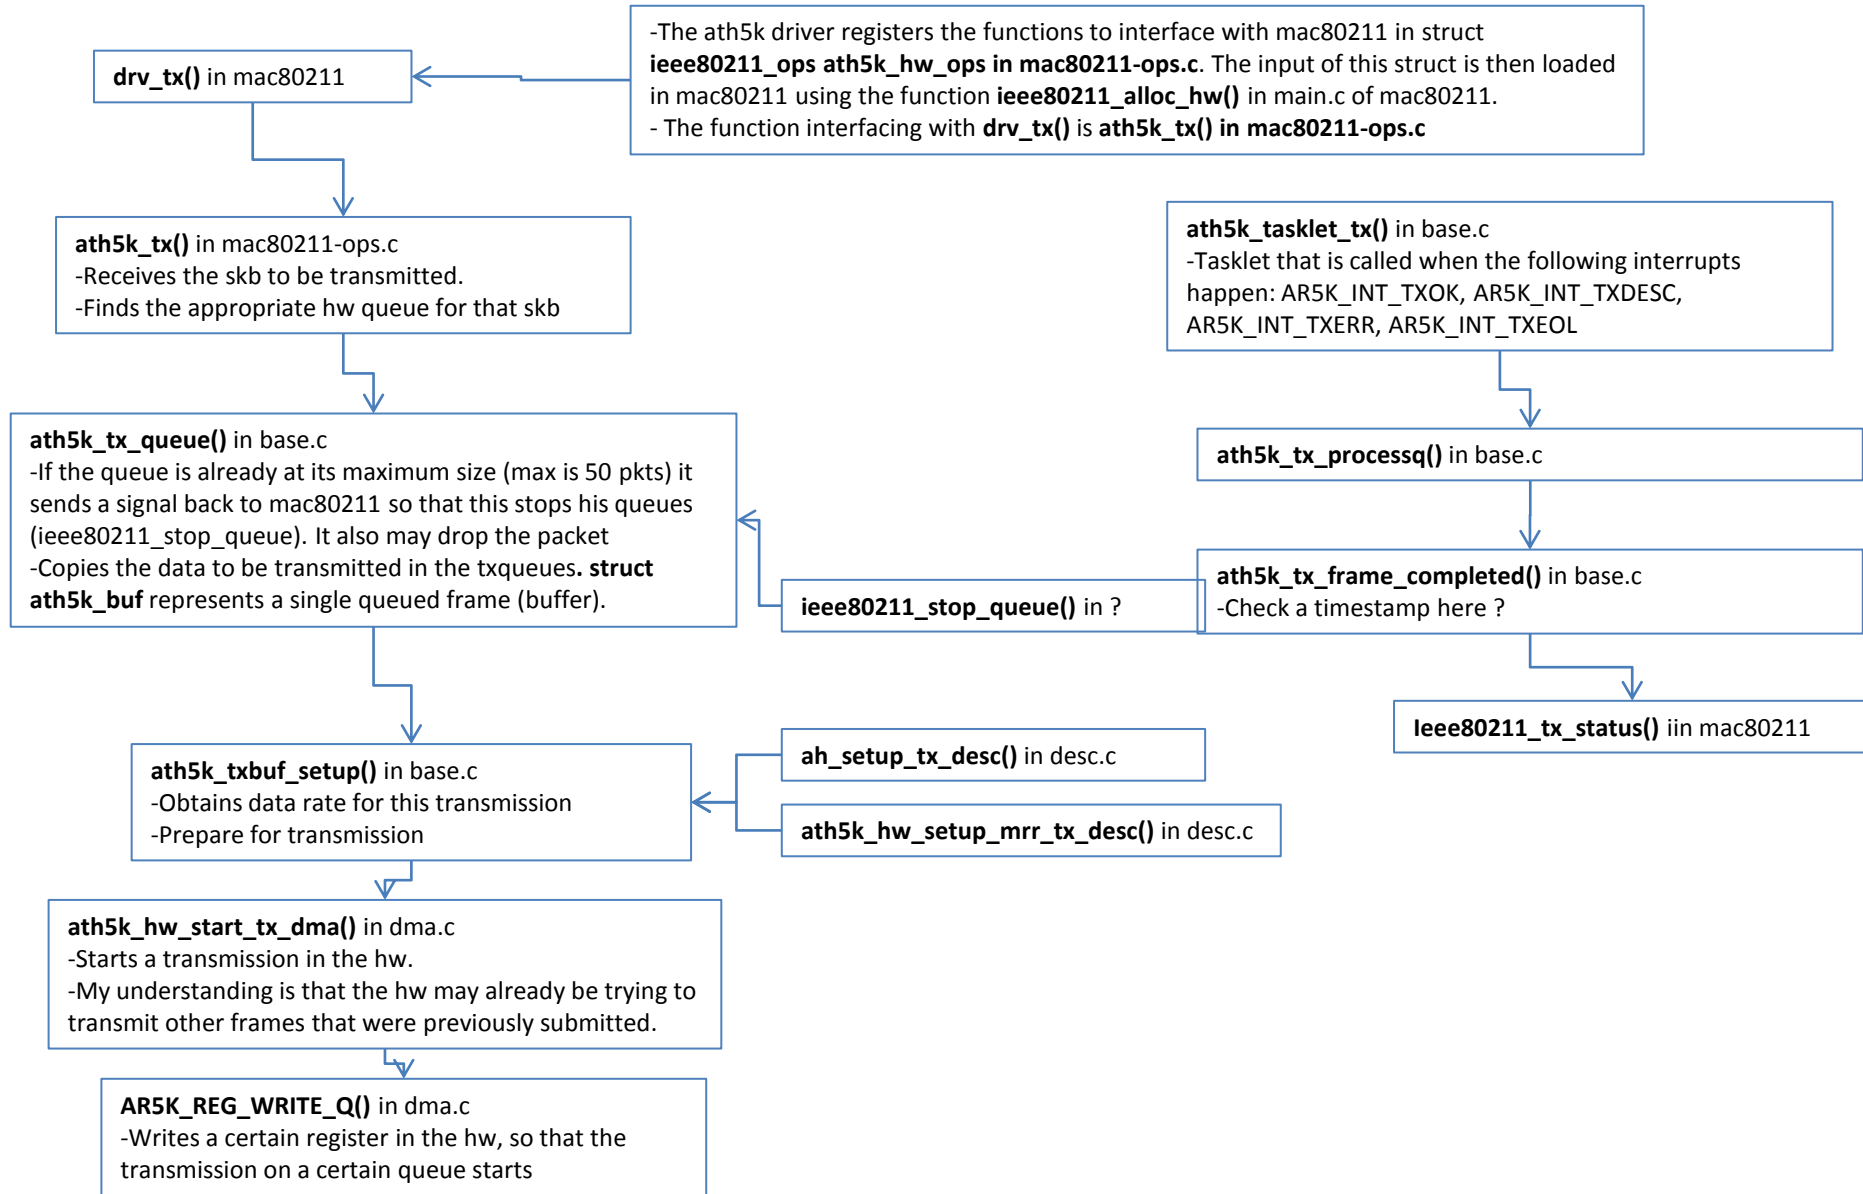 drv_tx() in mac80211
-The ath5k driver registers the functions to interface with mac80211 in struct
ieee80211_ops ath5k_hw_ops in mac80211-ops.c. The input of this struct is then loaded
in mac80211 using the function ieee80211_alloc_hw() in main.c of mac80211.
- The function interfacing with drv_tx() is ath5k_tx() in mac80211-ops.c
ath5k_tx() in mac80211-ops.c
-Receives the skb to be transmitted.
-Finds the appropriate hw queue for that skb
ath5k_tasklet_tx() in base.c
-Tasklet that is called when the following interrupts
happen: AR5K_INT_TXOK, AR5K_INT_TXDESC,
AR5K_INT_TXERR, AR5K_INT_TXEOL
ath5k_tx_queue() in base.c
-If the queue is already at its maximum size (max is 50 pkts) it
sends a signal back to mac80211 so that this stops his queues
(ieee80211_stop_queue). It also may drop the packet
-Copies the data to be transmitted in the txqueues. struct
ath5k_buf represents a single queued frame (buffer).
ath5k_tx_processq() in base.c
ieee80211_stop_queue() in ?
ath5k_tx_frame_completed() in base.c
-Check a timestamp here ?
Ieee80211_tx_status() iin mac80211
ath5k_txbuf_setup() in base.c
-Obtains data rate for this transmission
-Prepare for transmission
ah_setup_tx_desc() in desc.c
ath5k_hw_setup_mrr_tx_desc() in desc.c
ath5k_hw_start_tx_dma() in dma.c
-Starts a transmission in the hw.
-My understanding is that the hw may already be trying to
transmit other frames that were previously submitted.
AR5K_REG_WRITE_Q() in dma.c
-Writes a certain register in the hw, so that the
transmission on a certain queue starts